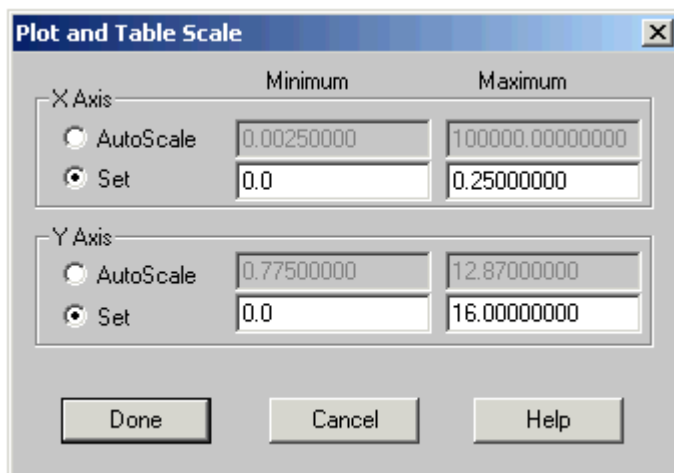 Plot and Table Scale
Minimum Maximum
X Axis
AutoScale 0.00250000 100000.00000000
Set 0.0 0.25000000
Y Axis
AutoScale 0.77500000 12.87000000
Set 0.0 16.00000000
Done Cancel Help